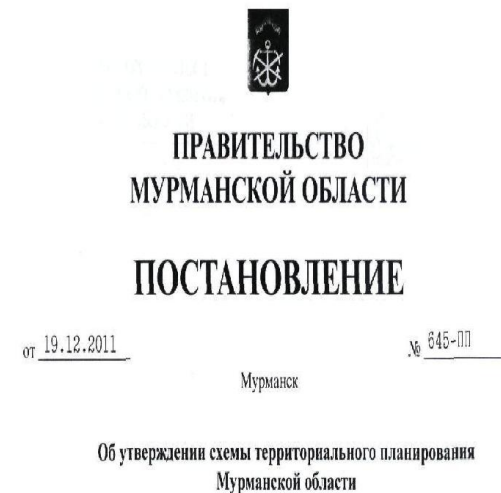 ПРАВИТЕЛЬСТВО
МУРМАНСКОЙ ОБЛАСТИ
ПОСТАНОВЛЕНИЕ
от 19.12.2011 № 645-ПП
Мурманск
Об утверждении схемы территориального планирования
Мурманской области